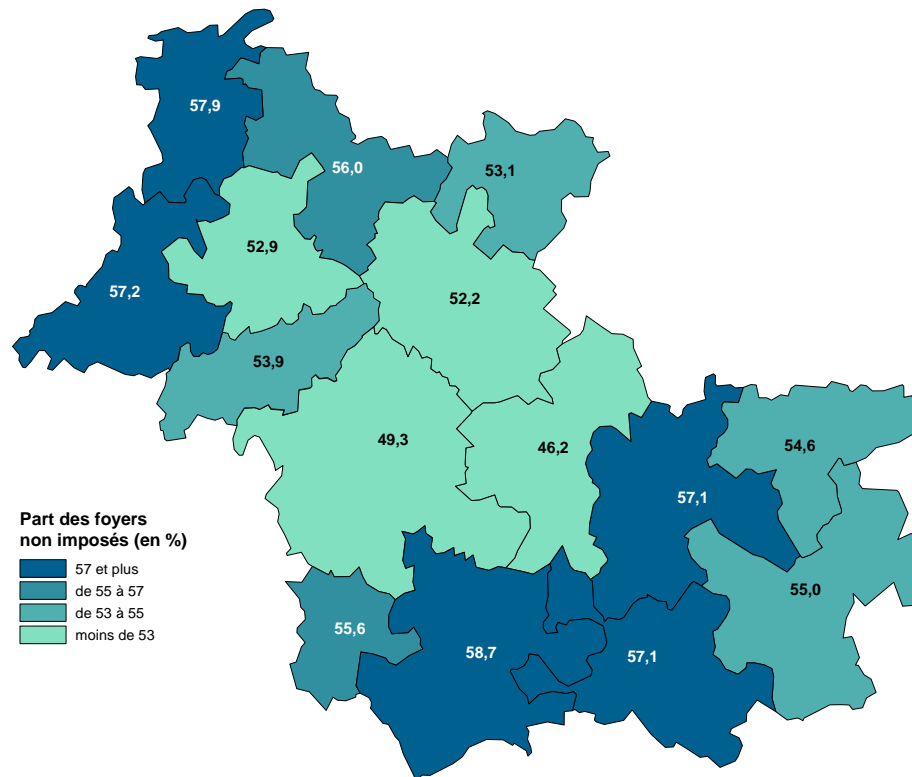 57,9
56,0
53,1
52,9
57,2
52,2
53,9
49,3
46,2
54,6
57,1
Part des foyers
non imposés (en %)
57 et plus
de 55 à 57
de 53 à 55
moins de 53
55,0
55,6
58,7
57,1